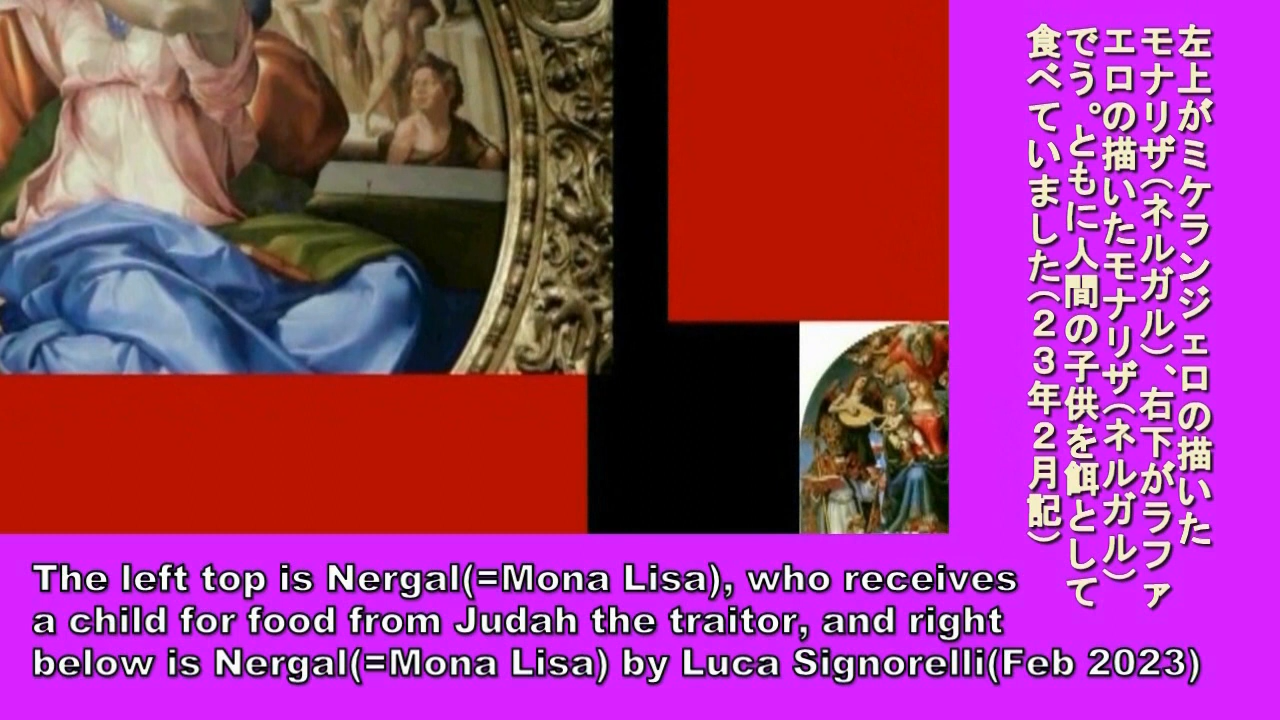 左上がミケランジェロの描いた
モナリザ(ネルガル)、右下がラファ
エロの描いたモナリザ(ネルガル)
でう。ともに人間の子供を餌として
食べていました(23年2月記)
The left top is Nergal(=Mona Lisa), who receives
a child for food from Judah the traitor, and right
below is Nergal(=Mona Lisa) by Luca Signorelli(Feb 2023)